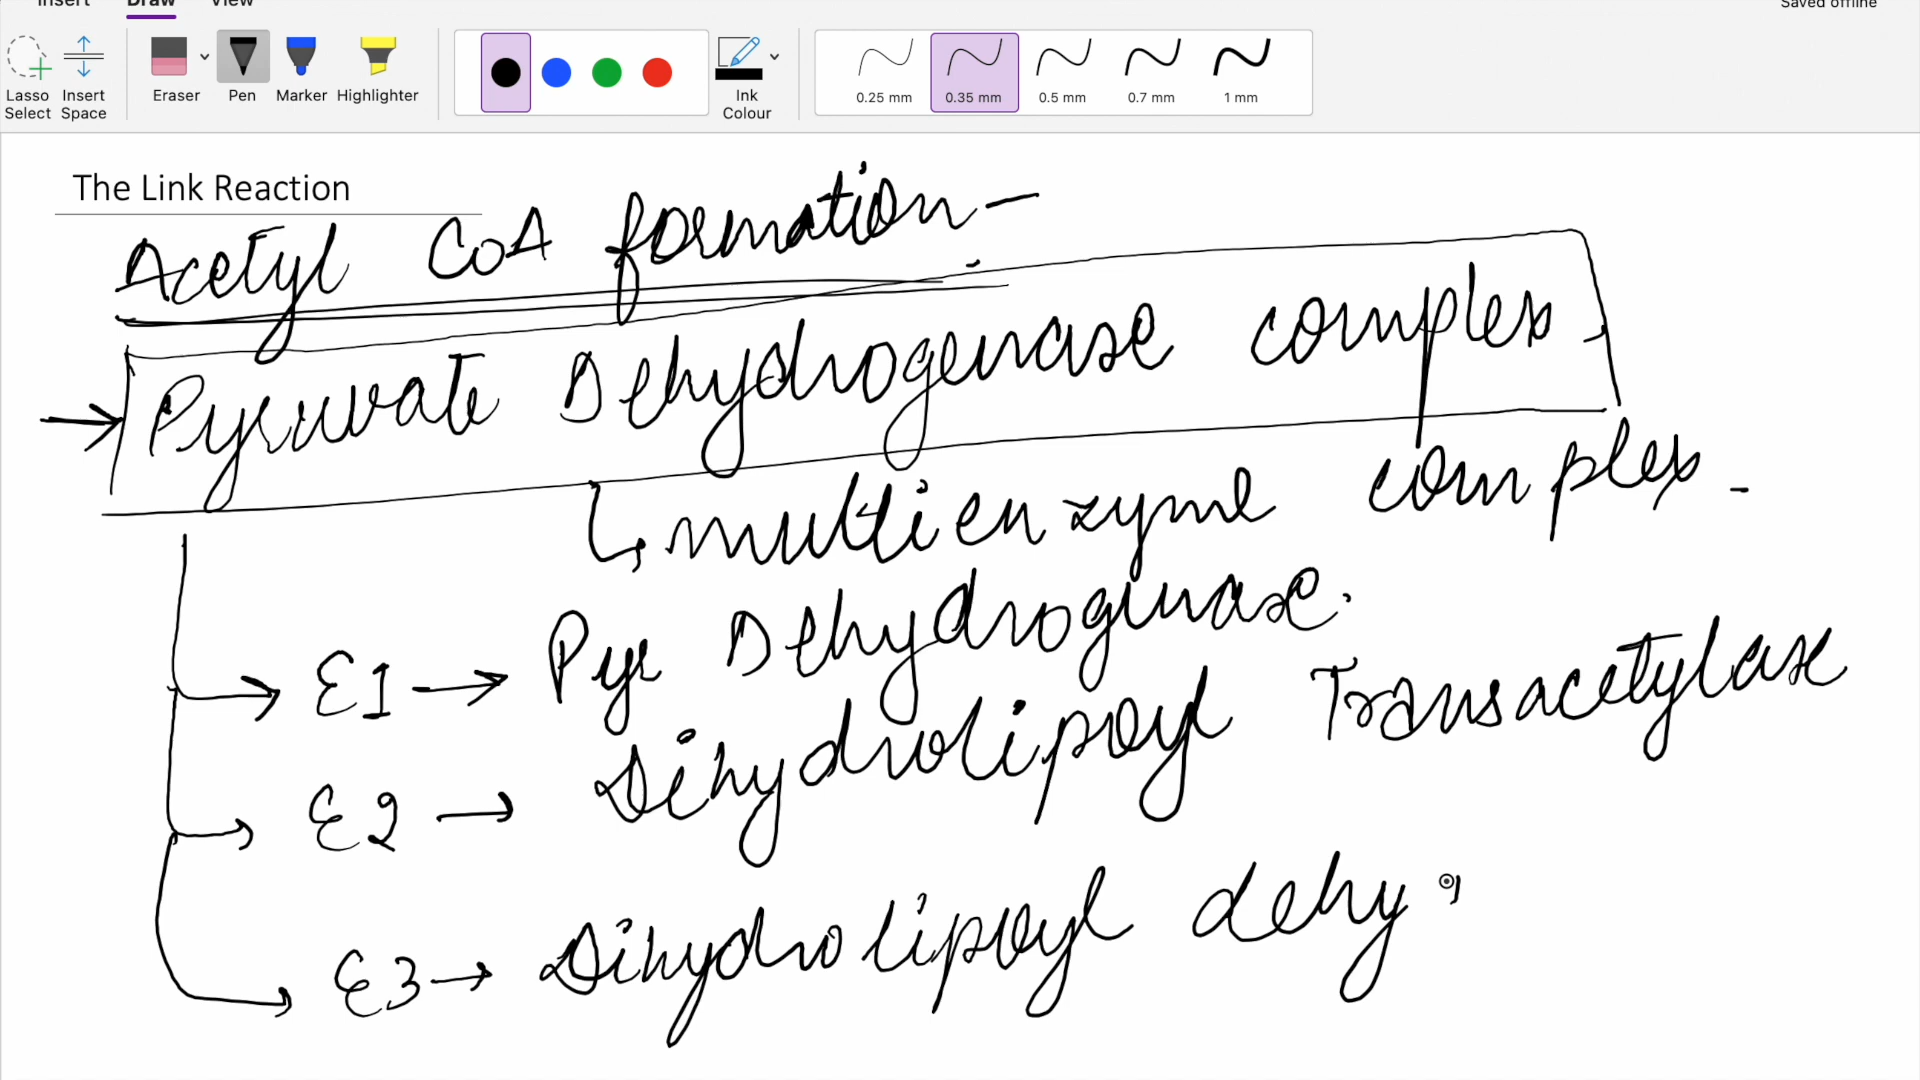 Insert Draw View Saved offline
Lasso Select
Insert Space
Eraser
Pen
Marker
Highlighter
Ink Colour
0.25 mm
0.35 mm
0.5 mm
0.7 mm
1 mm
The Link Reaction
Acetyl CoA formation -
→ Pyruvate Dehydrogenase complex.
↳ multienzyme complex.
→ E1 → Pyr Dehydrogenase.
→ E2 → Dihydrolipoyl Transacetylase
→ E3 → Dihydrolipoyl dehy